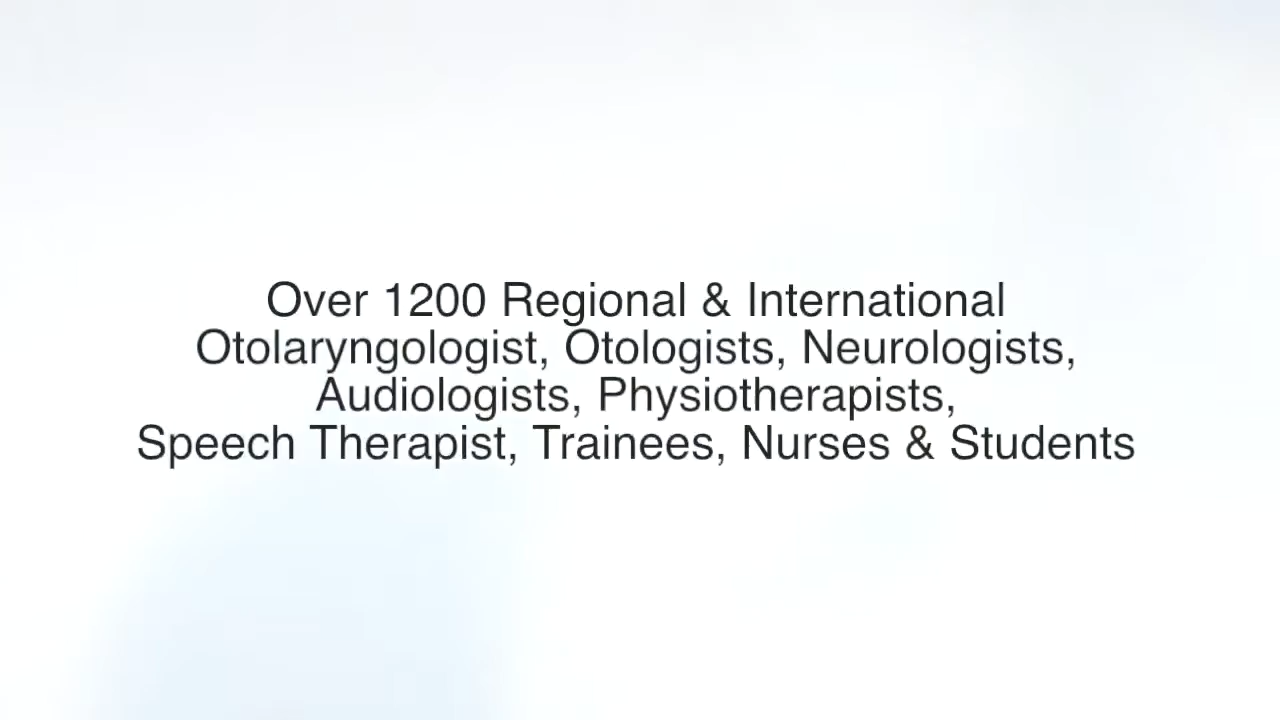 Over 1200 Regional & International
Otolaryngologist, Otologists, Neurologists,
Audiologists, Physiotherapists,
Speech Therapist, Trainees, Nurses & Students